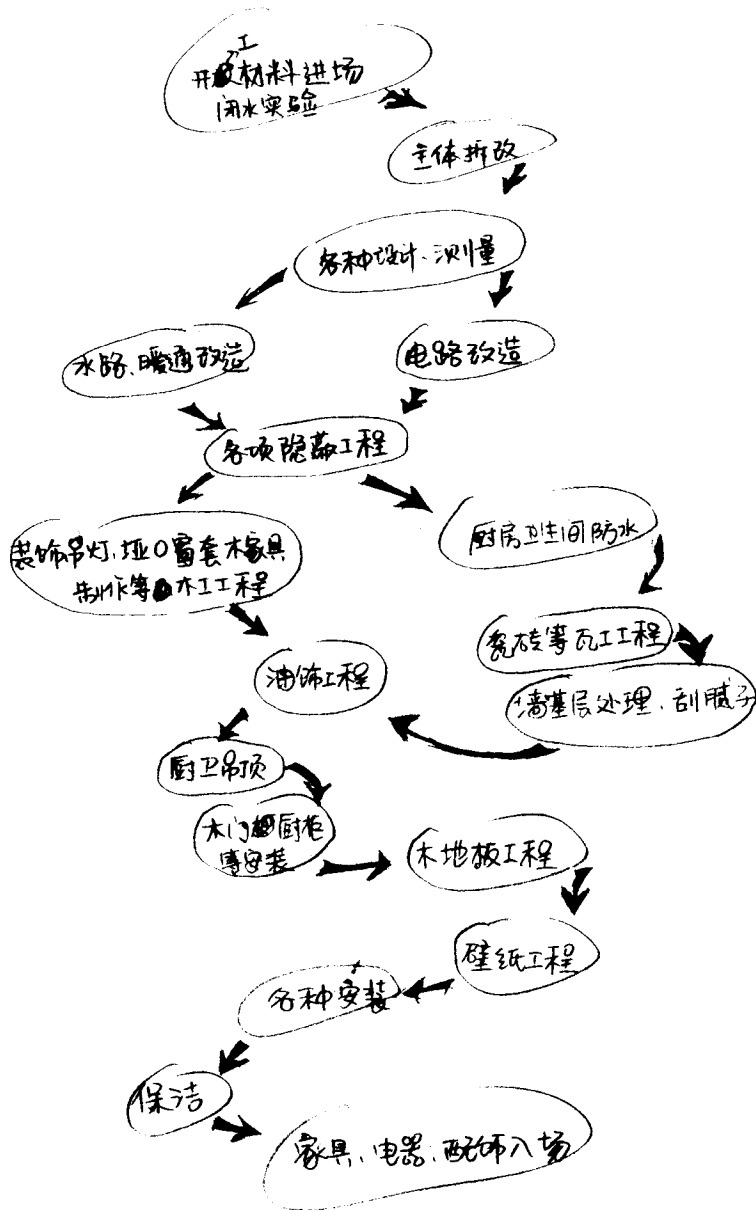 开工材料进场
闭水实验
主体拆改
各种设计、测量
水路、暖通改造
电路改造
各项隐蔽工程
装饰吊灯、垭口窗套木家具
制作等木工工程
厨房卫生间防水
瓷砖等瓦工工程
墙基层处理、刮腻子
油饰工程
厨卫吊顶
木门橱柜
等安装
木地板工程
壁纸工程
各种安装
保洁
家具、电器、配饰入场